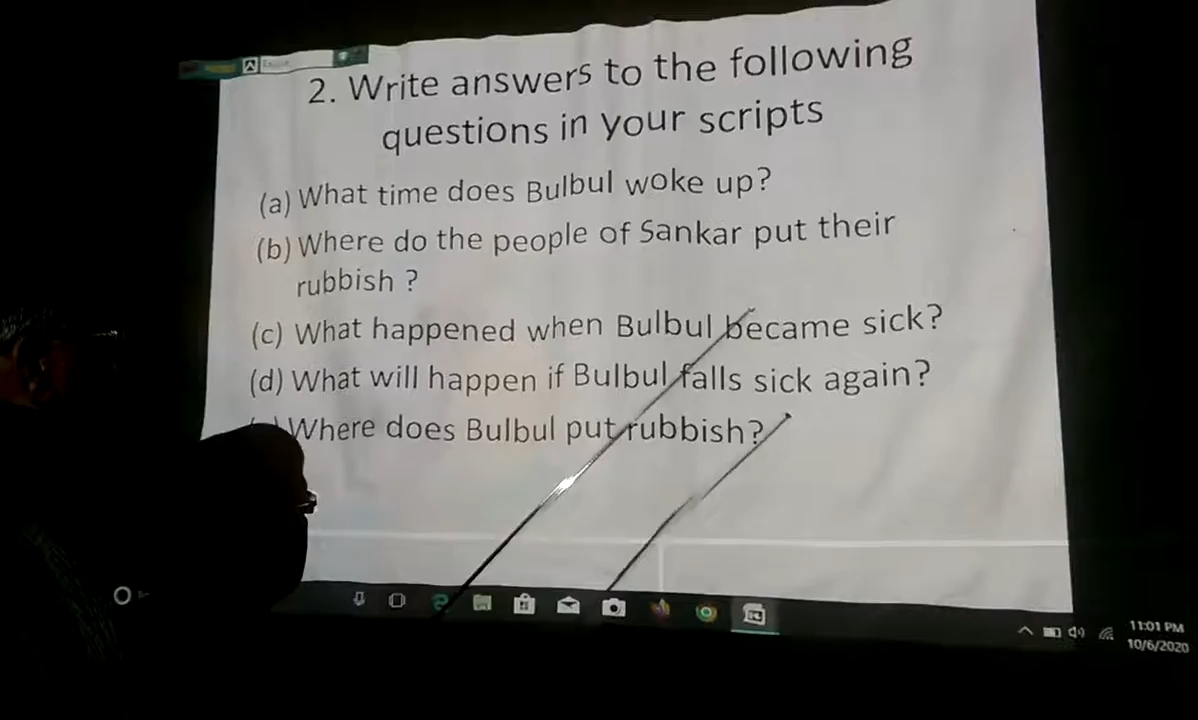 2. Write answers to the following
questions in your scripts
(a) What time does Bulbul woke up?
(b) Where do the people of Sankar put their
rubbish ?
(c) What happened when Bulbul became sick?
(d) What will happen if Bulbul falls sick again?
Where does Bulbul put rubbish?
11:01 PM
10/6/2020